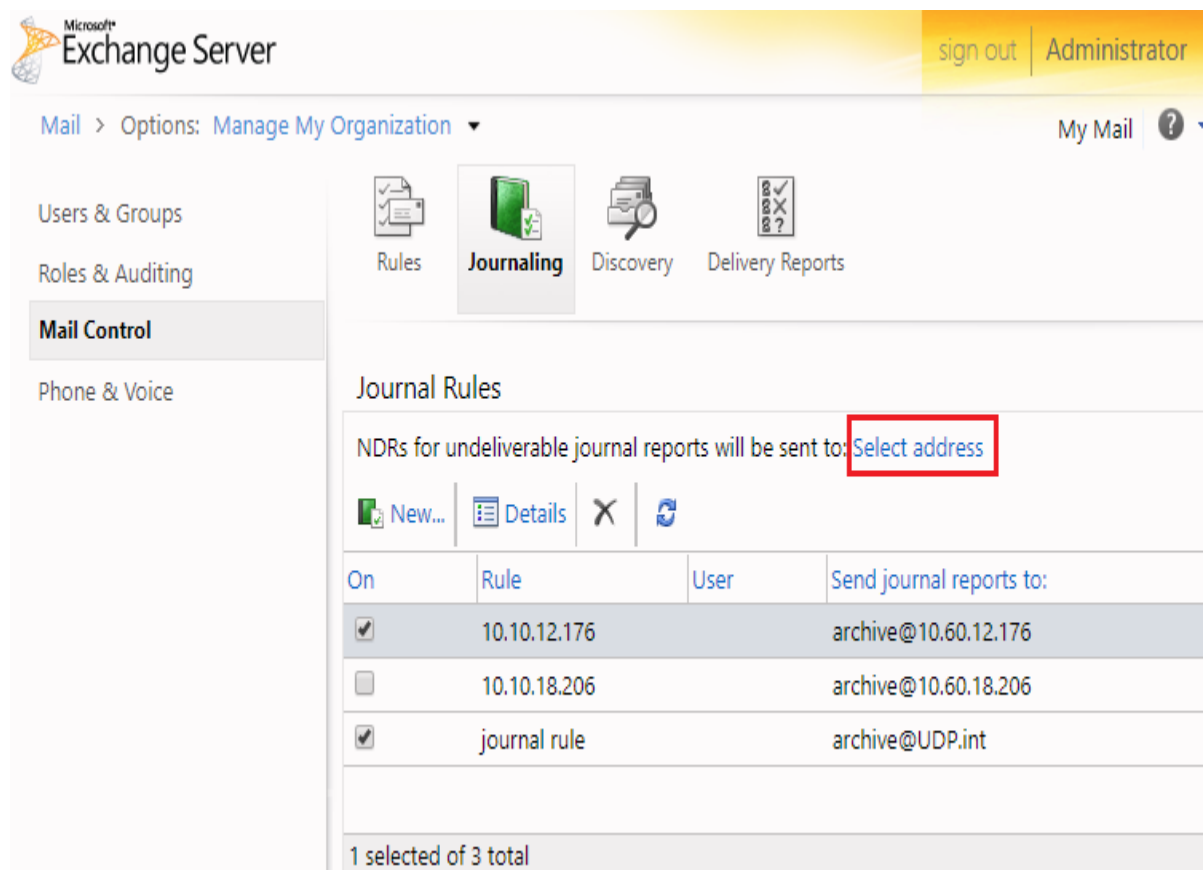 Microsoft®
Exchange Server
sign out Administrator
Mail > Options: Manage My Organization
My Mail
Users & Groups
Roles & Auditing
Mail Control
Phone & Voice
Rules
Journaling
Discovery
Delivery Reports
Journal Rules
NDRs for undeliverable journal reports will be sent to: Select address
New... Details
On Rule User Send journal reports to:
10.10.12.176 archive@10.60.12.176
10.10.18.206 archive@10.60.18.206
journal rule archive@UDP.int
1 selected of 3 total